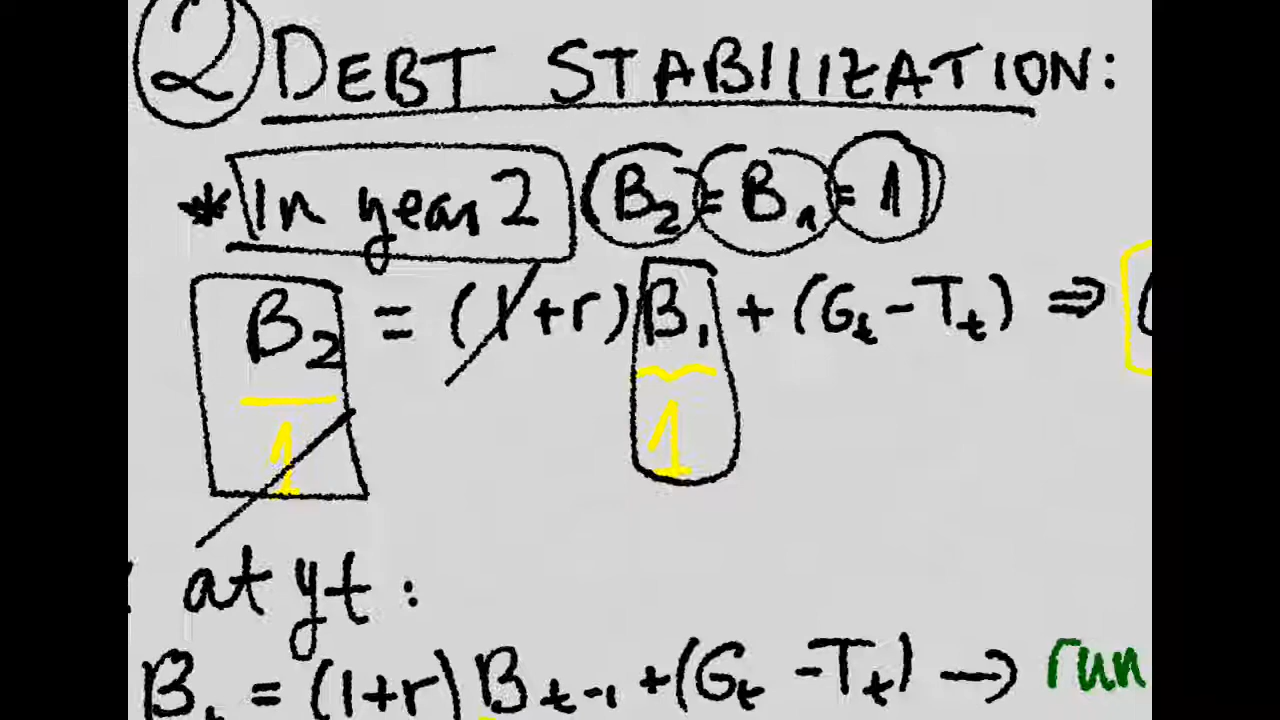 ② DEBT STABILIZATION:
* In year 2 (B₂ = B₁ = 1)
B₂ = (1+r)B₁ + (Gₜ-Tₜ) ⇒ (
1 1
: at yt:
Bₜ = (1+r)Bₜ₋₁ + (Gₜ -Tₜ) → run